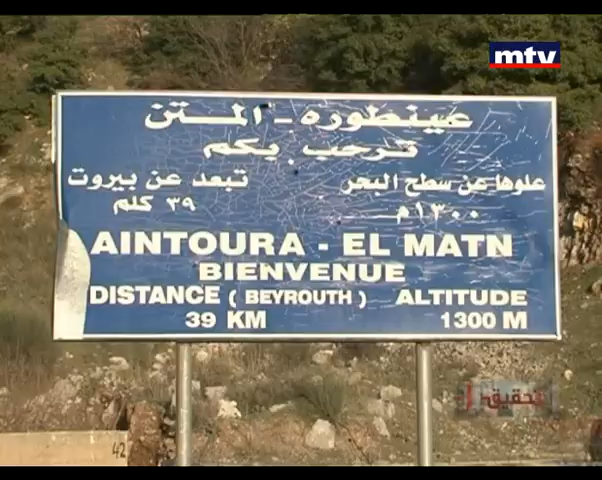 mtv
عينطوره - المتن
ترحب بكم
علوها عن سطح البحر تبعد عن بيروت
١٣٠٠م ٣٩ كلم
AINTOURA - EL MATN
BIENVENUE
DISTANCE ( BEYROUTH ) ALTITUDE
39 KM 1300 M
تحقيق
42